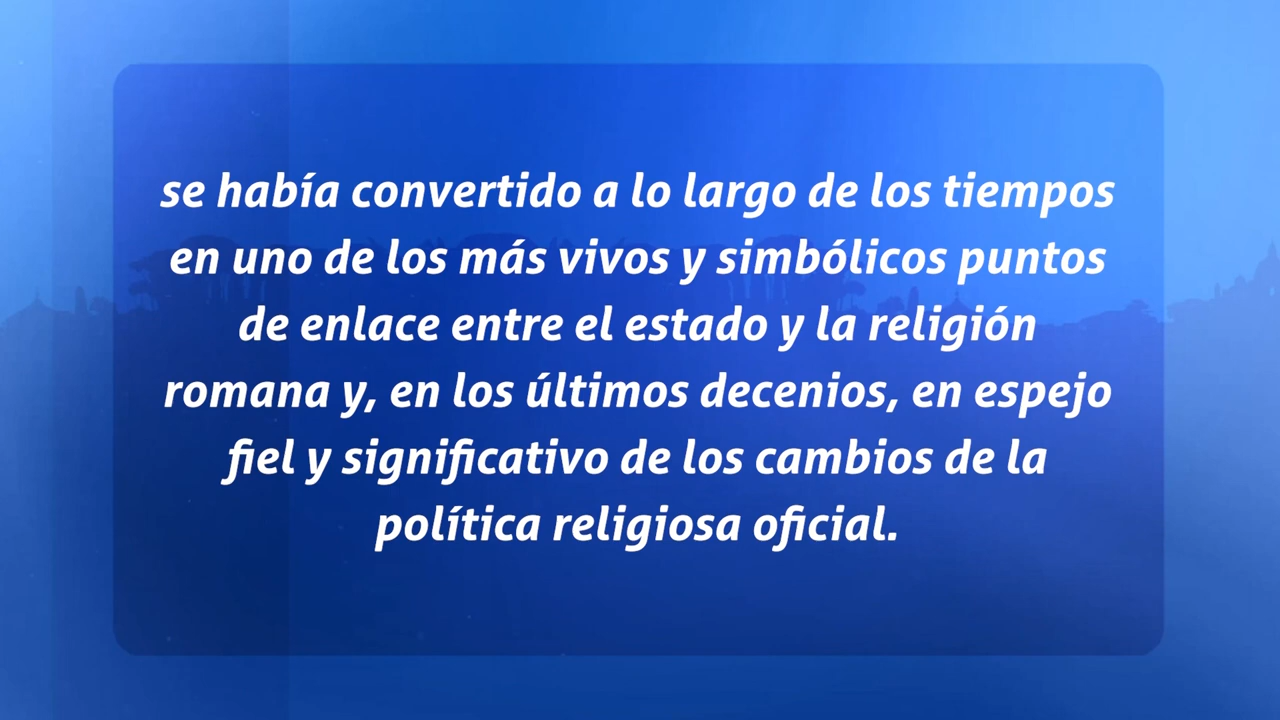 se había convertido a lo largo de los tiempos
en uno de los más vivos y simbólicos puntos
de enlace entre el estado y la religión
romana y, en los últimos decenios, en espejo
fiel y significativo de los cambios de la
política religiosa oficial.